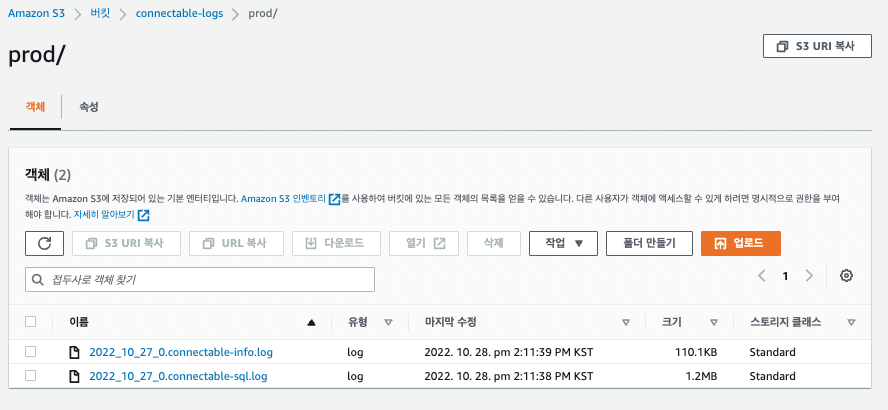 Amazon S3 > 버킷 > connectable-logs > prod/
prod/
S3 URI 복사
객체 속성
객체 (2)
객체는 Amazon S3에 저장되어 있는 기본 엔터티입니다. Amazon S3 인벤토리 를 사용하여 버킷에 있는 모든 객체의 목록을 얻을 수 있습니다. 다른 사용자가 객체에 액세스할 수 있게 하려면 명시적으로 권한을 부여
해야 합니다. 자세히 알아보기
S3 URI 복사 URL 복사 다운로드 열기 삭제 작업 폴더 만들기 업로드
접두사로 객체 찾기 1
이름 유형 마지막 수정 크기 스토리지 클래스
2022_10_27_0.connectable-info.log log 2022. 10. 28. pm 2:11:39 PM KST 110.1KB Standard
2022_10_27_0.connectable-sql.log log 2022. 10. 28. pm 2:11:38 PM KST 1.2MB Standard